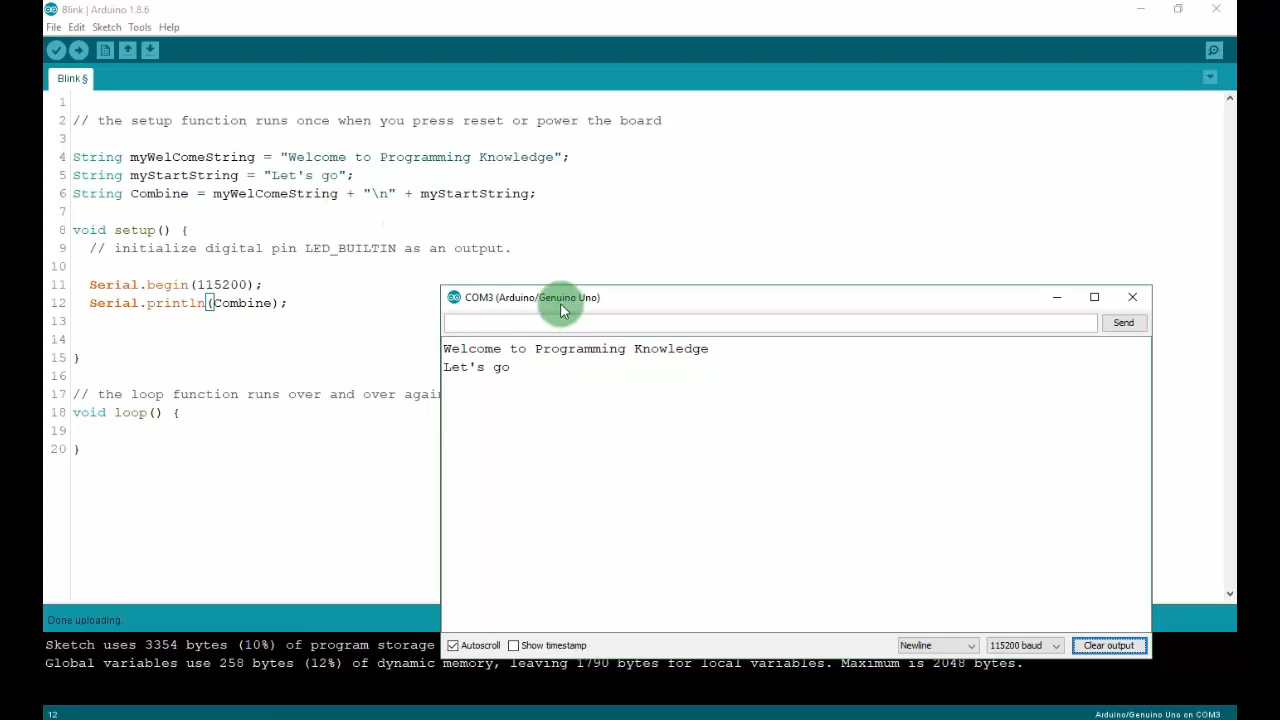 Blink | Arduino 1.8.6
File Edit Sketch Tools Help
Blink §
1
2 // the setup function runs once when you press reset or power the board
3
4 String myWelComeString = "Welcome to Programming Knowledge";
5 String myStartString = "Let's go";
6 String Combine = myWelComeString + "\n" + myStartString;
7
8 void setup() {
9 // initialize digital pin LED_BUILTIN as an output.
10
11 Serial.begin(115200);
12 Serial.println(Combine);
13
14
15 }
16
17 // the loop function runs over and over agai
18 void loop() {
19
20 }
COM3 (Arduino/Genuino Uno)
Send
Welcome to Programming Knowledge
Let's go
Autoscroll Show timestamp Newline 115200 baud Clear output
Done uploading.
Sketch uses 3354 bytes (10%) of program storage
Global variables use 258 bytes (12%) of dynamic memory, leaving 1790 bytes for local variables. Maximum is 2048 bytes.
12 Arduino/Genuino Uno on COM3